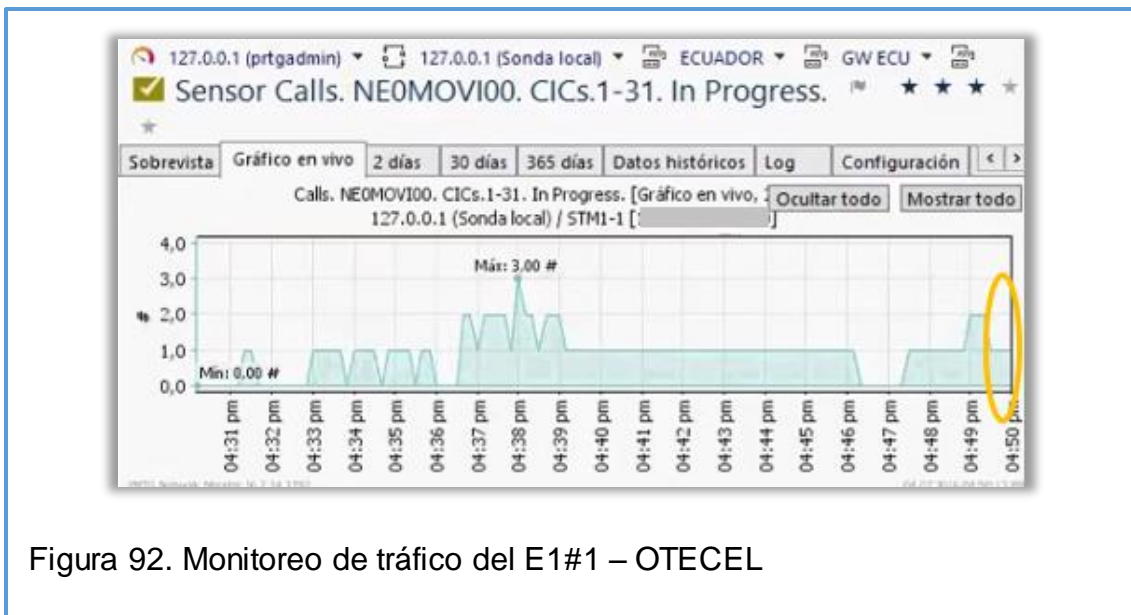 127.0.0.1 (prtgadmin) 127.0.0.1 (Sonda local) ECUADOR GW ECU
Sensor Calls. NE0MOVI00. CICs.1-31. In Progress.
Sobrevista Gráfico en vivo 2 días 30 días 365 días Datos históricos Log Configuración < >
Calls. NE0MOVI00. CICs.1-31. In Progress. [Gráfico en vivo, Ocultar todo Mostrar todo
127.0.0.1 (Sonda local) / STM1-1 [
4,0
Máx: 3,00 #
3,0
# 2,0
1,0
Mín: 0,00 #
0,0
04:31 pm 04:32 pm 04:33 pm 04:34 pm 04:35 pm 04:36 pm 04:37 pm 04:38 pm 04:39 pm 04:40 pm 04:41 pm 04:42 pm 04:43 pm 04:44 pm 04:45 pm 04:46 pm 04:47 pm 04:48 pm 04:49 pm 04:50 pm
Figura 92. Monitoreo de tráfico del E1#1 – OTECEL